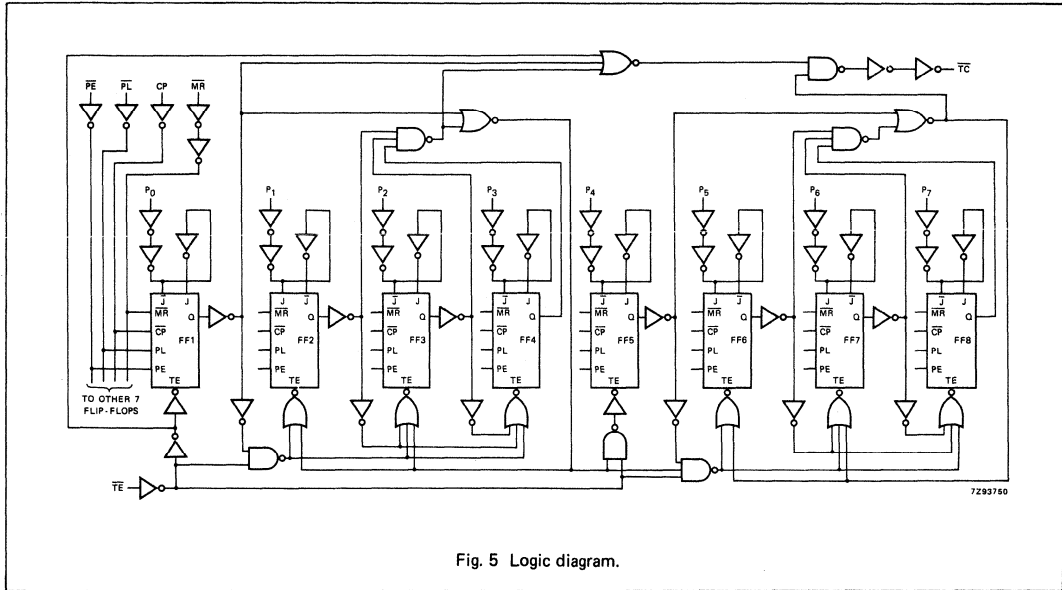 PE PL CP MR
TC
P0 P1 P2 P3 P4 P5 P6 P7
J J J J J J J J J J J J J J J J
MR MR MR MR MR MR MR MR
Q Q Q Q Q Q Q Q
CP CP CP CP CP CP CP CP
FF1 FF2 FF3 FF4 FF5 FF6 FF7 FF8
PL PL PL PL PL PL PL PL
PE PE PE PE PE PE PE PE
TE TE TE TE TE TE TE TE
TO OTHER 7
FLIP-FLOPS
TE
7Z93750
Fig. 5 Logic diagram.